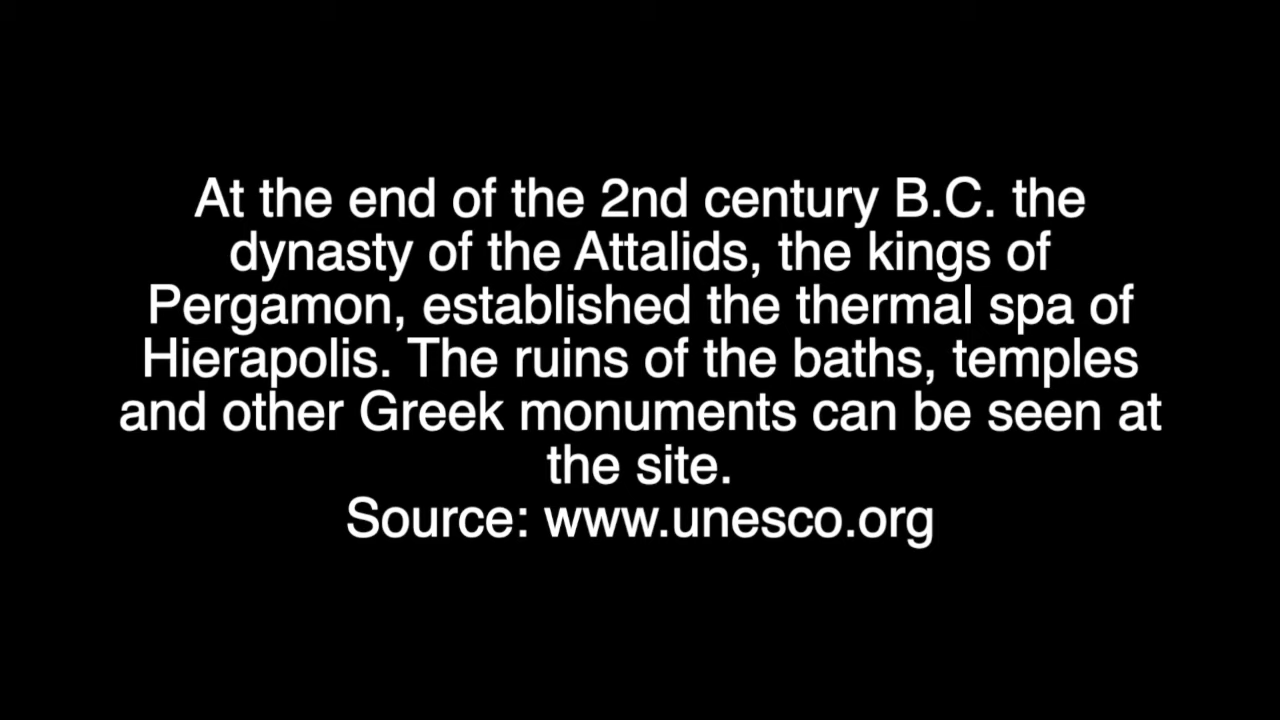 At the end of the 2nd century B.C. the
dynasty of the Attalids, the kings of
Pergamon, established the thermal spa of
Hierapolis. The ruins of the baths, temples
and other Greek monuments can be seen at
the site.
Source: www.unesco.org